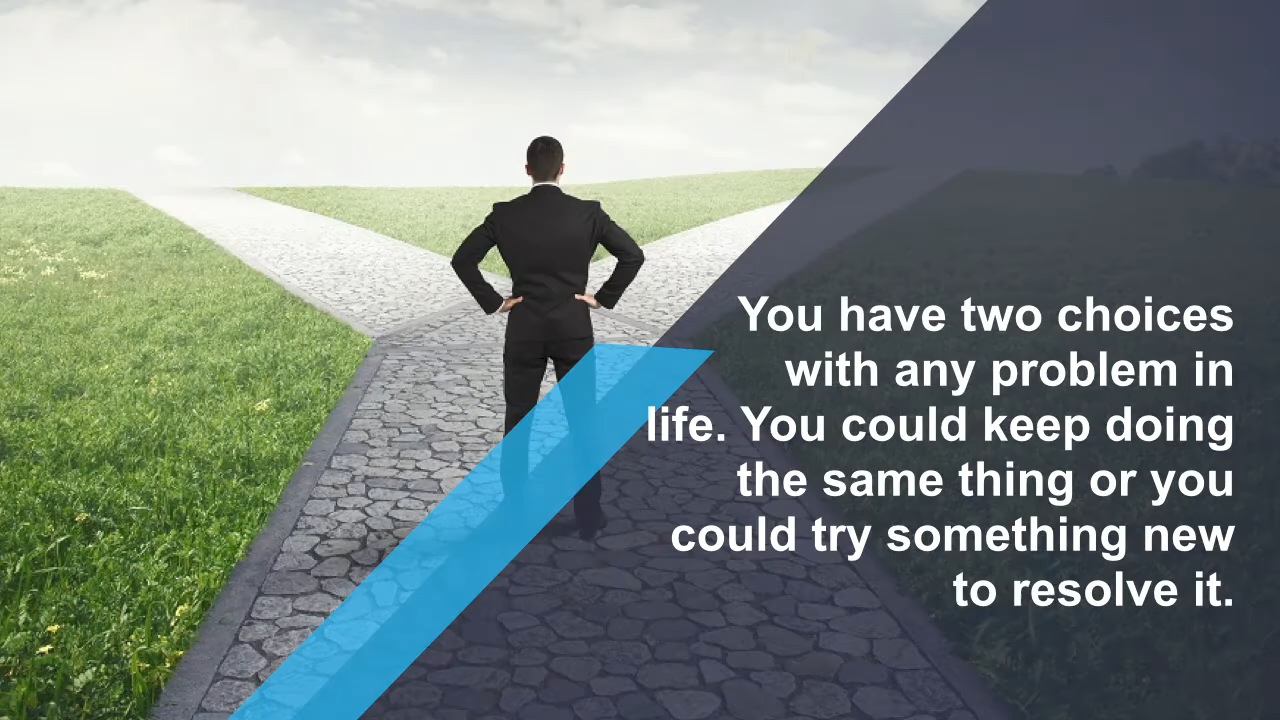 You have two choices
with any problem in
life. You could keep doing
the same thing or you
could try something new
to resolve it.